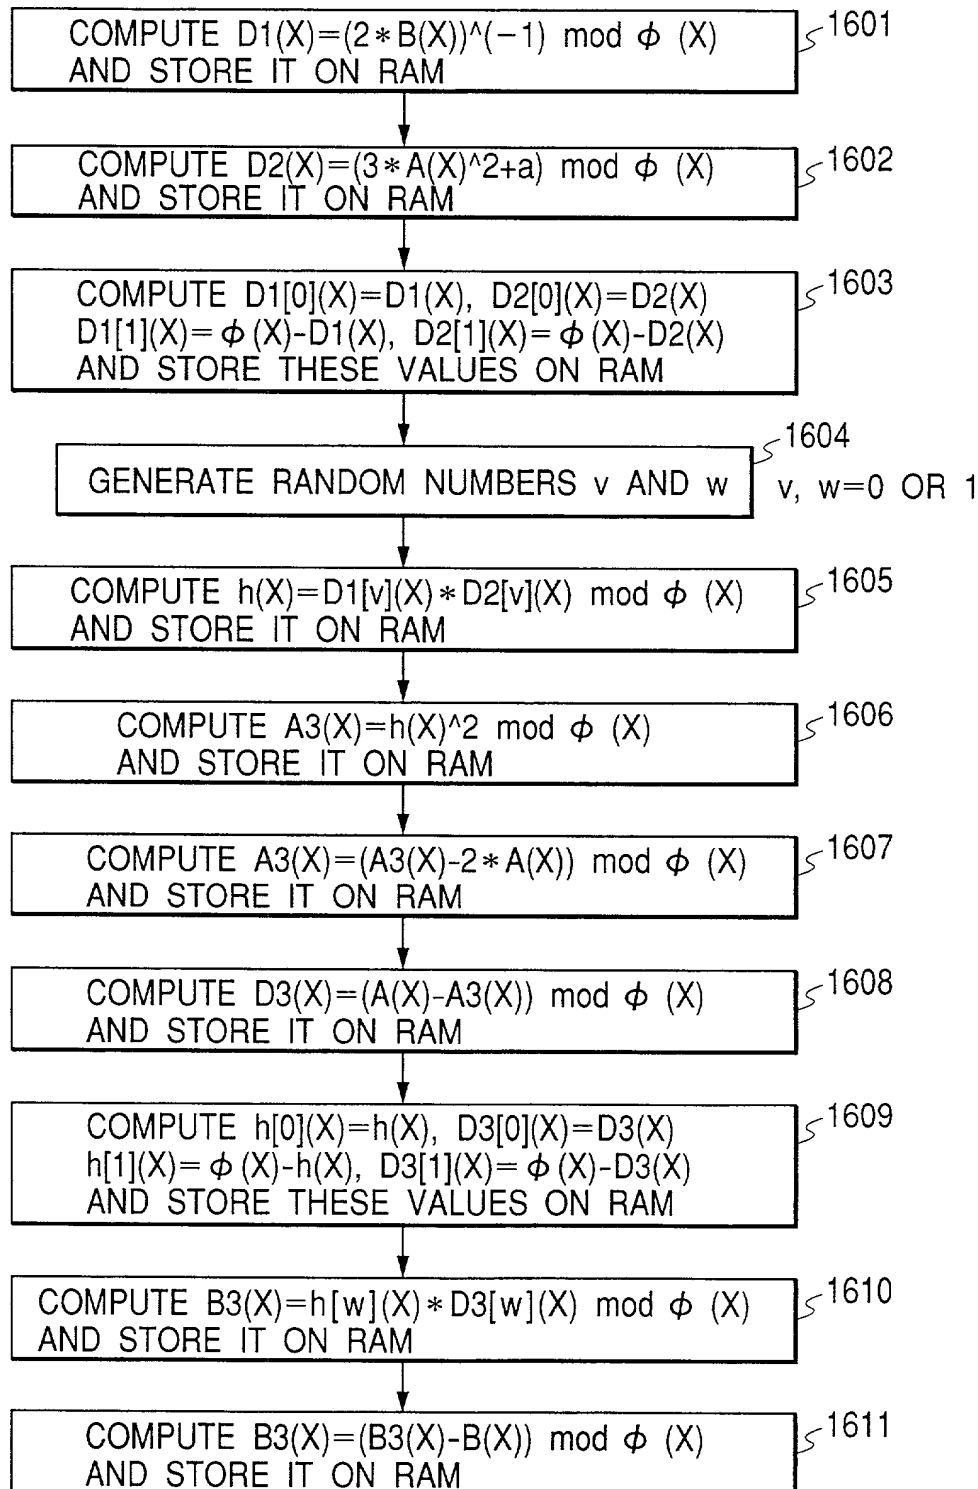 COMPUTE D1(X)=(2*B(X))^(-1) mod ϕ (X)
AND STORE IT ON RAM
1601
COMPUTE D2(X)=(3*A(X)^2+a) mod ϕ (X)
AND STORE IT ON RAM
1602
COMPUTE D1[0](X)=D1(X), D2[0](X)=D2(X)
D1[1](X)=ϕ(X)-D1(X), D2[1](X)=ϕ(X)-D2(X)
AND STORE THESE VALUES ON RAM
1603
GENERATE RANDOM NUMBERS v AND w
1604
v, w=0 OR 1
COMPUTE h(X)=D1[v](X)*D2[v](X) mod ϕ (X)
AND STORE IT ON RAM
1605
COMPUTE A3(X)=h(X)^2 mod ϕ (X)
AND STORE IT ON RAM
1606
COMPUTE A3(X)=(A3(X)-2*A(X)) mod ϕ (X)
AND STORE IT ON RAM
1607
COMPUTE D3(X)=(A(X)-A3(X)) mod ϕ (X)
AND STORE IT ON RAM
1608
COMPUTE h[0](X)=h(X), D3[0](X)=D3(X)
h[1](X)=ϕ(X)-h(X), D3[1](X)=ϕ(X)-D3(X)
AND STORE THESE VALUES ON RAM
1609
COMPUTE B3(X)=h[w](X)*D3[w](X) mod ϕ (X)
AND STORE IT ON RAM
1610
COMPUTE B3(X)=(B3(X)-B(X)) mod ϕ (X)
AND STORE IT ON RAM
1611